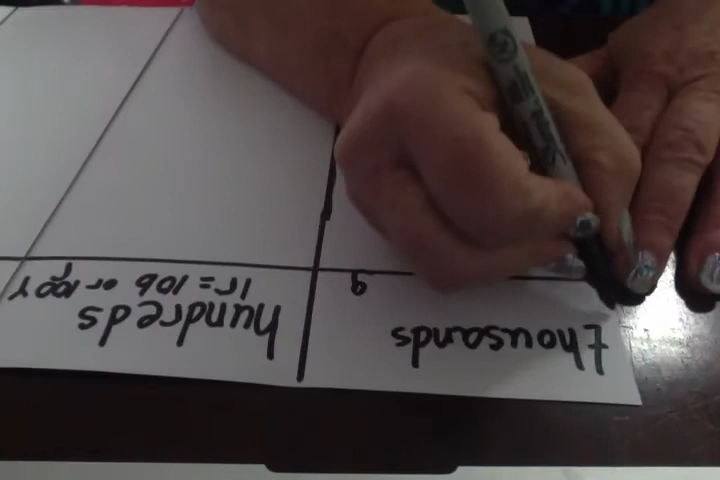 thousands
hundreds
1r = 10b or 100y